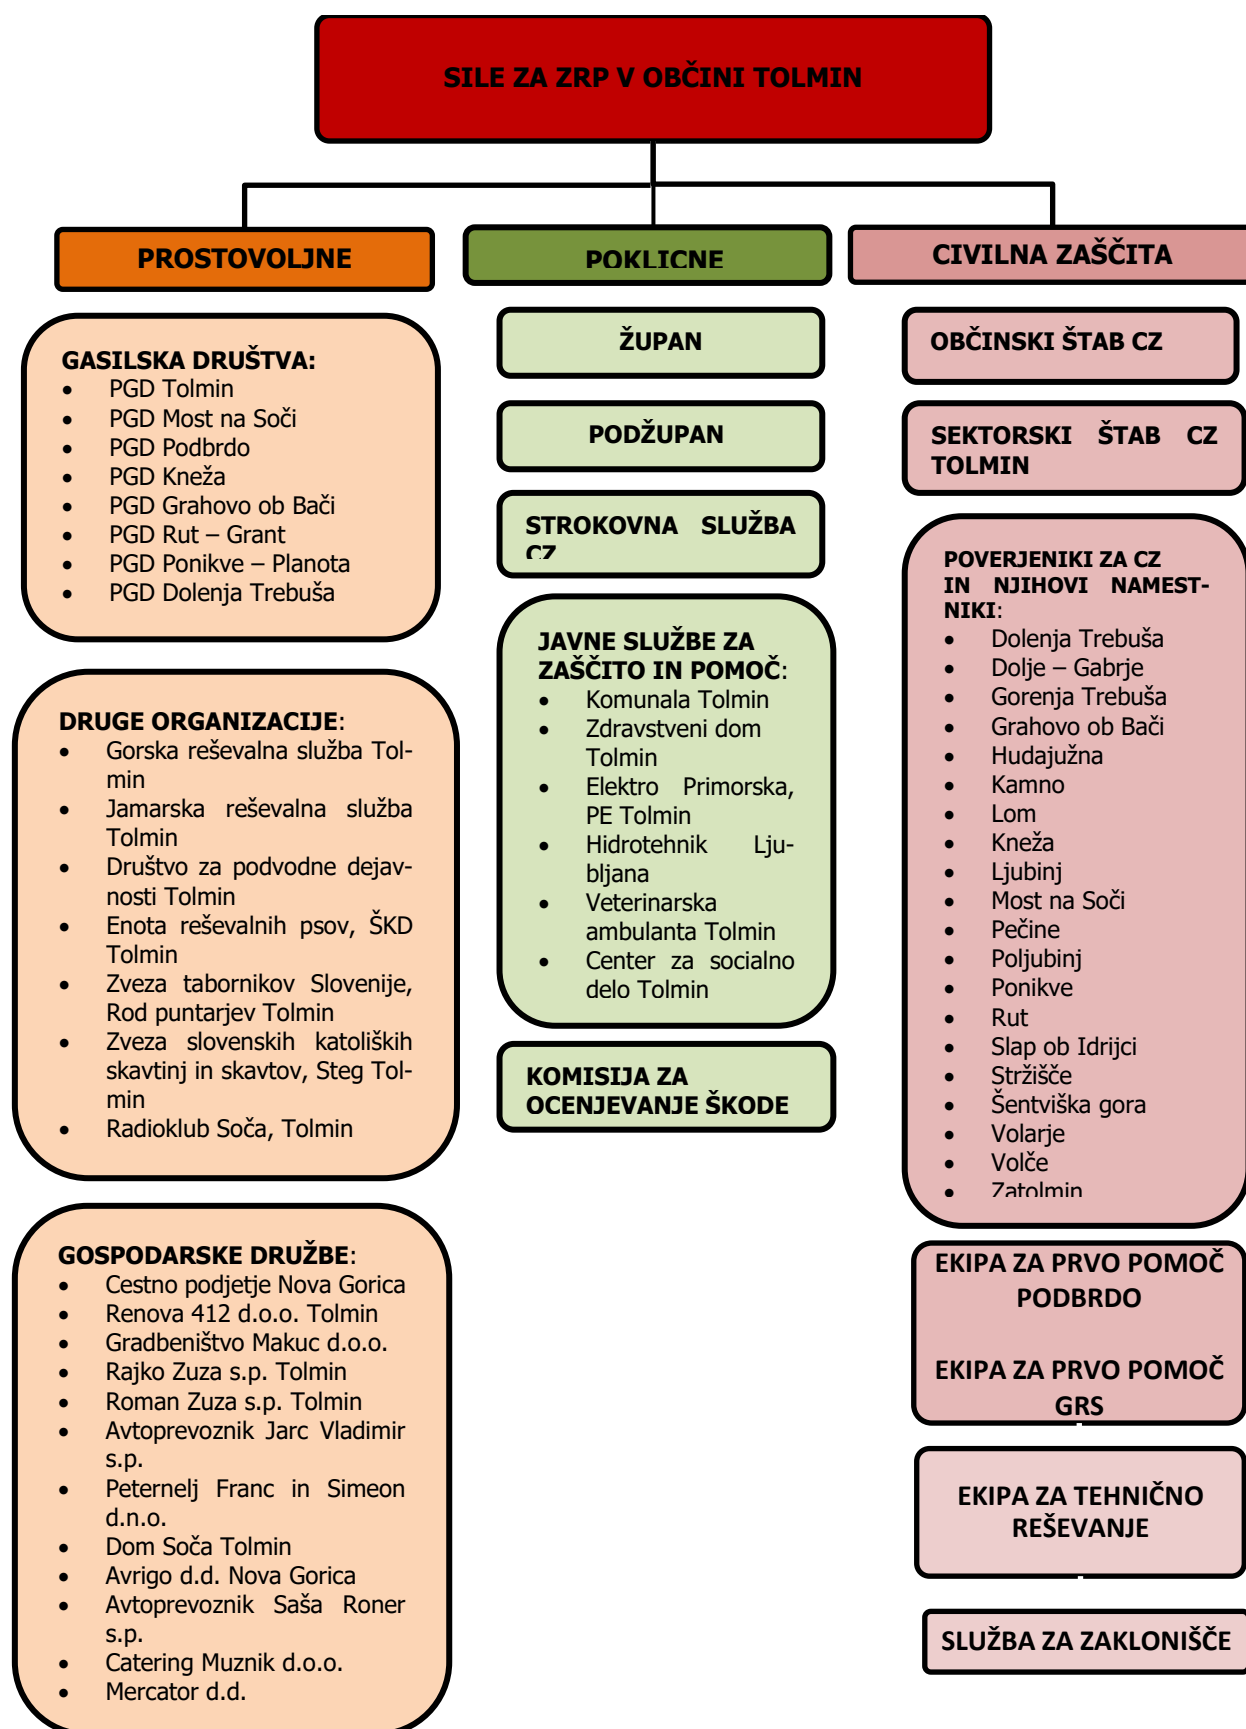 SILE ZA ZRP V OBČINI TOLMIN
PROSTOVOLJNE
POKLICNE
CIVILNA ZAŠČITA
GASILSKA DRUŠTVA:
• PGD Tolmin
• PGD Most na Soči
• PGD Podbrdo
• PGD Kneža
• PGD Grahovo ob Bači
• PGD Rut – Grant
• PGD Ponikve – Planota
• PGD Dolenja Trebuša
DRUGE ORGANIZACIJE:
• Gorska reševalna služba Tol-
min
• Jamarska reševalna služba
Tolmin
• Društvo za podvodne dejav-
nosti Tolmin
• Enota reševalnih psov, ŠKD
Tolmin
• Zveza tabornikov Slovenije,
Rod puntarjev Tolmin
• Zveza slovenskih katoliških
skavtinj in skavtov, Steg Tol-
min
• Radioklub Soča, Tolmin
GOSPODARSKE DRUŽBE:
• Cestno podjetje Nova Gorica
• Renova 412 d.o.o. Tolmin
• Gradbeništvo Makuc d.o.o.
• Rajko Zuza s.p. Tolmin
• Roman Zuza s.p. Tolmin
• Avtoprevoznik Jarc Vladimir
s.p.
• Peternelj Franc in Simeon
d.n.o.
• Dom Soča Tolmin
• Avrigo d.d. Nova Gorica
• Avtoprevoznik Saša Roner
s.p.
• Catering Muznik d.o.o.
• Mercator d.d.
ŽUPAN
PODŽUPAN
STROKOVNA SLUŽBA
CZ
JAVNE SLUŽBE ZA
ZAŠČITO IN POMOČ:
• Komunala Tolmin
• Zdravstveni dom
Tolmin
• Elektro Primorska,
PE Tolmin
• Hidrotehnik Lju-
bljana
• Veterinarska
ambulanta Tolmin
• Center za socialno
delo Tolmin
KOMISIJA ZA
OCENJEVANJE ŠKODE
OBČINSKI ŠTAB CZ
SEKTORSKI ŠTAB CZ
TOLMIN
POVERJENIKI ZA CZ
IN NJIHOVI NAMEST-
NIKI:
• Dolenja Trebuša
• Dolje – Gabrje
• Gorenja Trebuša
• Grahovo ob Bači
• Hudajužna
• Kamno
• Lom
• Kneža
• Ljubinj
• Most na Soči
• Pečine
• Poljubinj
• Ponikve
• Rut
• Slap ob Idrijci
• Stržišče
• Šentviška gora
• Volarje
• Volče
• Zatolmin
EKIPA ZA PRVO POMOČ
PODBRDO
EKIPA ZA PRVO POMOČ
GRS
EKIPA ZA TEHNIČNO
REŠEVANJE
SLUŽBA ZA ZAKLONIŠČE